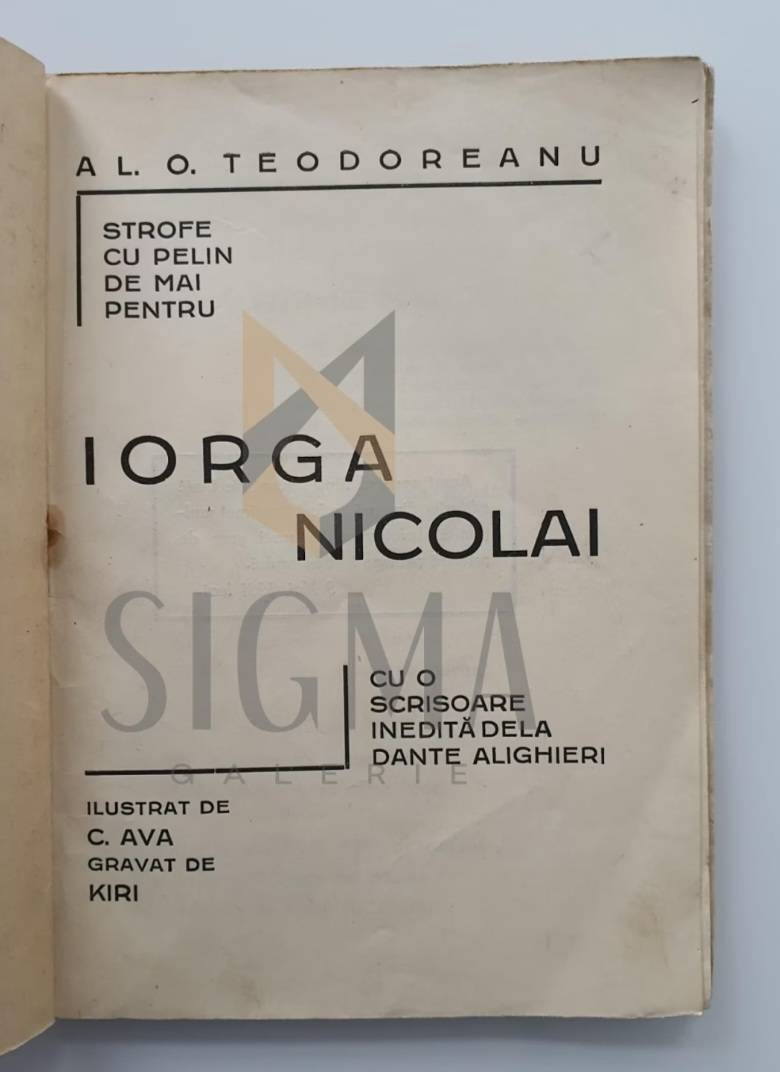 AL. O. TEODOREANU
STROFE
CU PELIN
DE MAI
PENTRU
IORGA
NICOLAI
SIGMA
GALERIE
CU O
SCRISOARE
INEDITĂ DELA
DANTE ALIGHIERI
ILUSTRAT DE
C. AVA
GRAVAT DE
KIRI